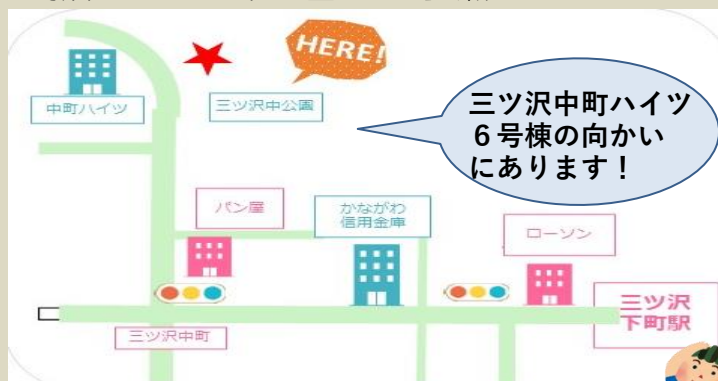 HERE!
中町ハイツ
三ツ沢中公園
三ツ沢中町ハイツ
６号棟の向かい
にあります！
パン屋
かながわ
信用金庫
ローソン
三ツ沢
下町駅
三ツ沢中町